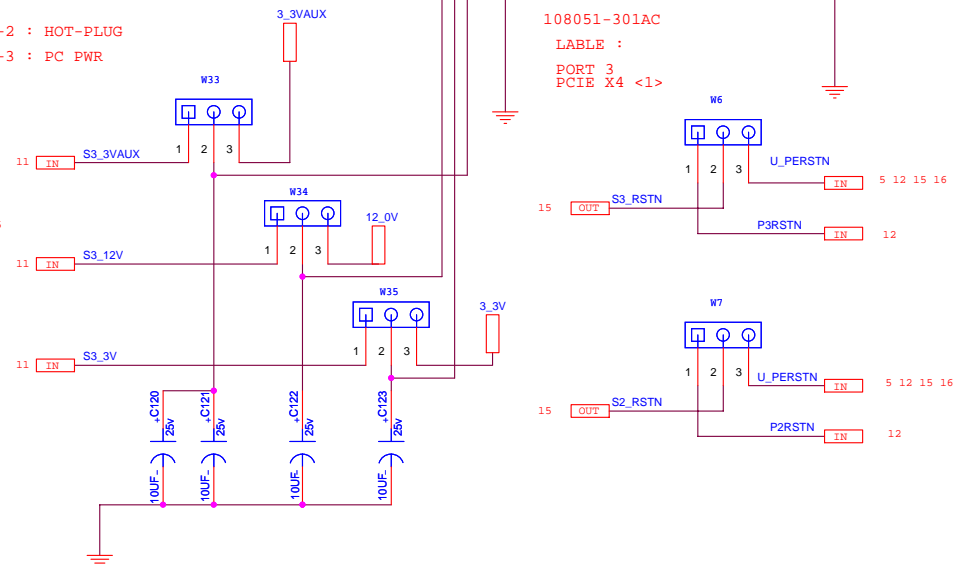 -2 : HOT-PLUG
-3 : PC PWR
3_3VAUX
W33
1 2 3
11 IN S3_3VAUX
W34
12_0V
1 2 3
11 IN S3_12V
W35
3_3V
1 2 3
11 IN S3_3V
+C120 25v 10UF-
+C121 25v 10UF-
+C122 25v 10UF-
+C123 25v 10UF-
108051-301AC
LABLE :
PORT 3
PCIE X4 <1>
W6
1 2 3
U_PERSTN IN 5 12 15 16
15 OUT S3_RSTN
P3RSTN IN 12
W7
1 2 3
U_PERSTN IN 5 12 15 16
15 OUT S2_RSTN
P2RSTN IN 12